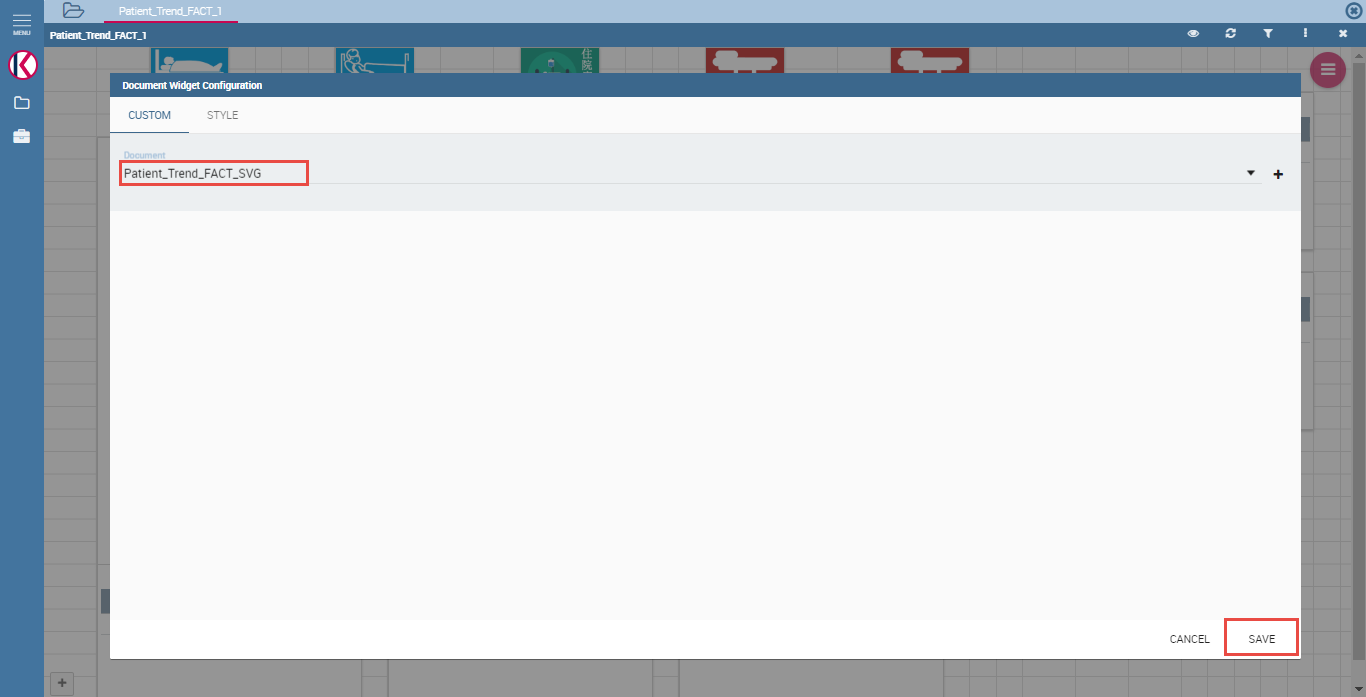 Patient_Trend_FACT_1
MENU
Patient_Trend_FACT_1
住院
Document Widget Configuration
CUSTOM
STYLE
Document
Patient_Trend_FACT_SVG
CANCEL
SAVE